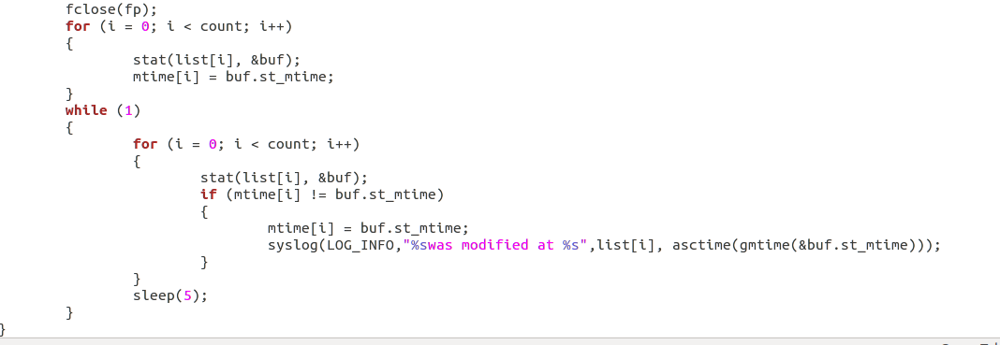 fclose(fp);
for (i = 0; i < count; i++)
{
stat(list[i], &buf);
mtime[i] = buf.st_mtime;
}
while (1)
{
for (i = 0; i < count; i++)
{
stat(list[i], &buf);
if (mtime[i] != buf.st_mtime)
{
mtime[i] = buf.st_mtime;
syslog(LOG_INFO,"%swas modified at %s",list[i], asctime(gmtime(&buf.st_mtime)));
}
}
sleep(5);
}
}